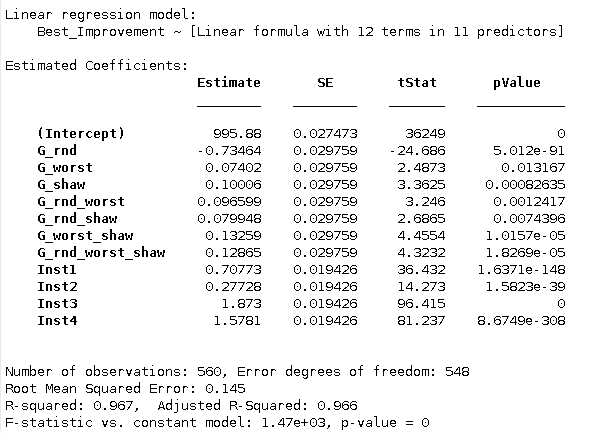 Linear regression model:
Best_Improvement ~ [Linear formula with 12 terms in 11 predictors]
Estimated Coefficients:
Estimate SE tStat pValue
(Intercept) 995.88 0.027473 36249 0
G_rnd -0.73464 0.029759 -24.686 5.012e-91
G_worst 0.07402 0.029759 2.4873 0.013167
G_shaw 0.10006 0.029759 3.3625 0.00082635
G_rnd_worst 0.096599 0.029759 3.246 0.0012417
G_rnd_shaw 0.079948 0.029759 2.6865 0.0074396
G_worst_shaw 0.13259 0.029759 4.4554 1.0157e-05
G_rnd_worst_shaw 0.12865 0.029759 4.3232 1.8269e-05
Inst1 0.70773 0.019426 36.432 1.6371e-148
Inst2 0.27728 0.019426 14.273 1.5823e-39
Inst3 1.873 0.019426 96.415 0
Inst4 1.5781 0.019426 81.237 8.6749e-308
Number of observations: 560, Error degrees of freedom: 548
Root Mean Squared Error: 0.145
R-squared: 0.967, Adjusted R-Squared: 0.966
F-statistic vs. constant model: 1.47e+03, p-value = 0